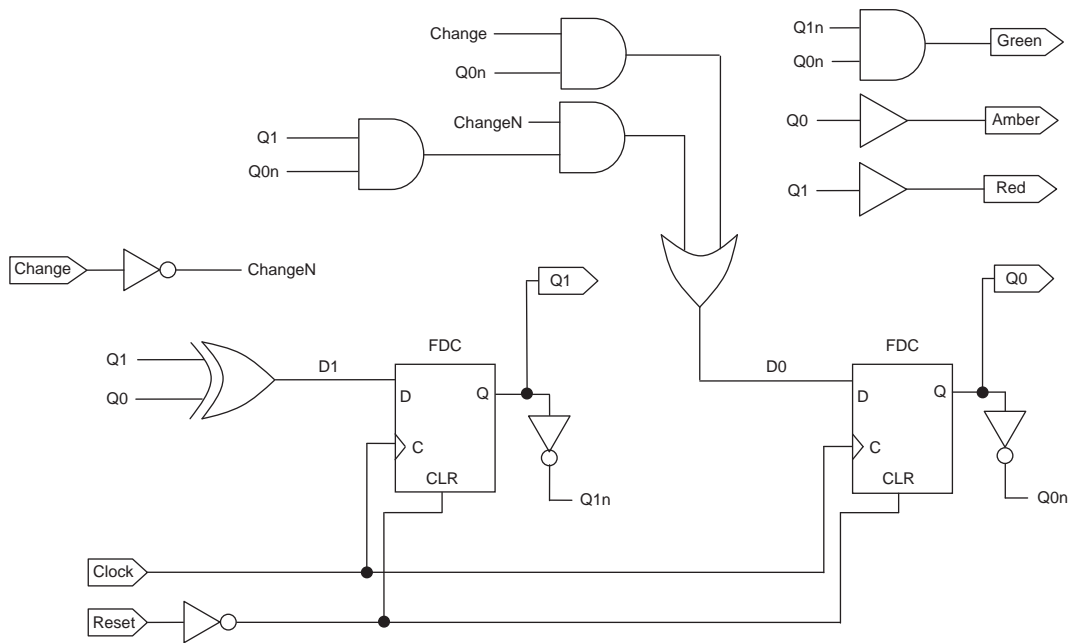 Change
Q0n
Q1n
Q0n
Green
Q0
Amber
Q1
Red
ChangeN
Q1
Q0n
Change
ChangeN
Q1
Q0
Q1
Q0
D1
FDC
D
Q
C
CLR
Q1n
D0
FDC
D
Q
C
CLR
Q0n
Clock
Reset